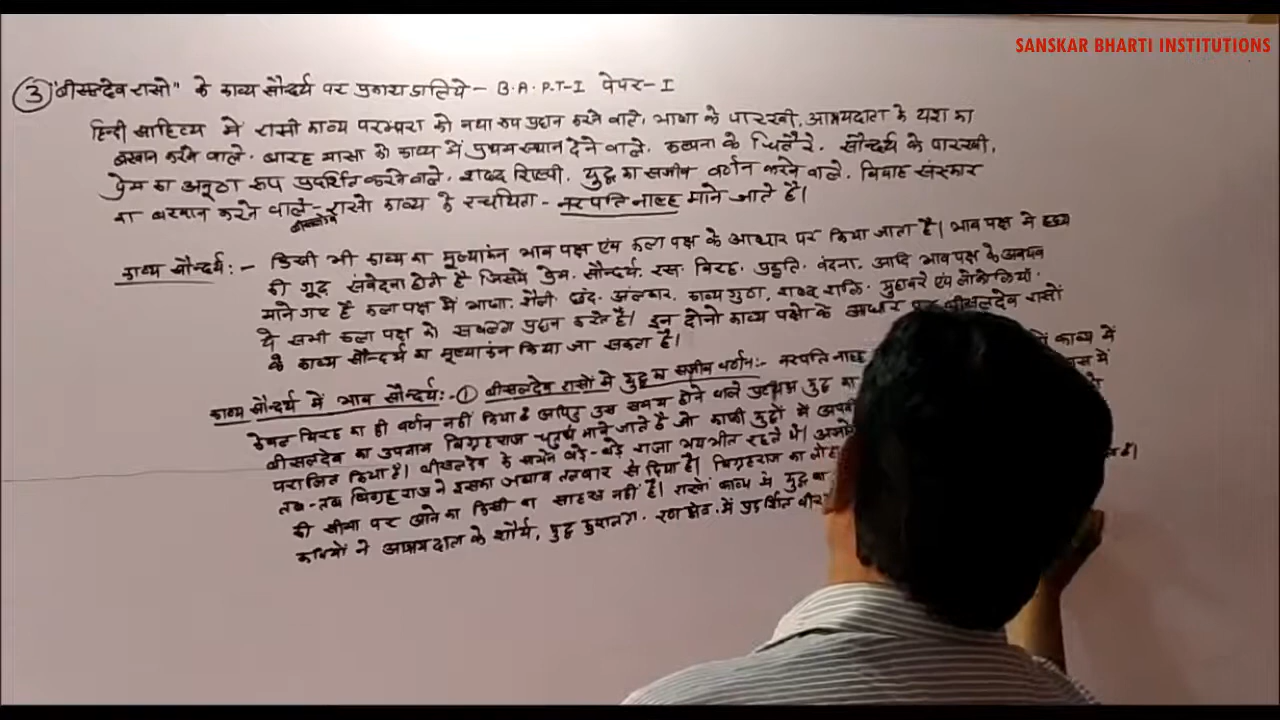 SANSKAR BHARTI INSTITUTIONS
③ "बीसलदेव रासो" के काव्य सौन्दर्य पर प्रकाश डालिये - B.A. P.T-I पेपर-I
हिन्दी साहित्य में रासो काव्य परम्परा को नया रूप प्रदान करने वाले, भाषा के पारखी, आश्रयदाता के यश का
बखान करने वाले, बारह मासा को काव्य में प्रथम स्थान देने वाले, कल्पना के चितेरे, सौन्दर्य के पारखी,
प्रेम का अनूठा रूप प्रदर्शित करने वाले, शब्द शिल्पी, युद्ध का सजीव वर्णन करने वाले, विवाह संस्कार
का बखान करने वाले - बीसलदेव रासो काव्य के रचयिता - नरपति नाल्ह माने जाते है।
काव्य सौन्दर्य :- किसी भी काव्य का मूल्यांकन भाव पक्ष एंव कला पक्ष के आधार पर किया जाता है। भाव पक्ष मे हृदय
की गूढ़ संवेदना होती है जिसमें प्रेम, सौन्दर्य, रस, विरह, प्रकृति, वंदना, आदि भाव पक्ष के अवयव
माने गए है कला पक्ष में भाषा, शैली, छंद, अंलकार, काव्य गुण, शब्द शक्ति, मुहावरे एंव लोकोक्तियाँ,
ये सभी कला पक्ष को सबलता प्रदान करते है। इन दोनो काव्य पक्षो के आधार पर बीसलदेव रासों
के काव्य सौन्दर्य का मूल्यांकन किया जा सकता है।
काव्य सौन्दर्य में भाव सौन्दर्य :- ① बीसलदेव रासों मे युद्ध का सजीव वर्णन :- नरपति नाल्ह काव्य में
केवल विरह का ही वर्णन नहीं किया है अपितु उस समय होने वाले युद्ध का में
बीसलदेव का उपनाम विग्रहराज चतुर्थ माने जाते है जो काफी युद्धों में
पराजित किया है। बीसलदेव के सामने बड़े-बड़े राजा भयभीत रहते थे।
तब-तब विग्रहराज ने इसका जवाब तलवार से दिया है। विग्रहराज का है।
की सीमा पर आने का किसी का साहस नहीं है। रासों काव्य मे युद्ध का
कवियों ने आश्रयदाता के शौर्य, युद्ध कुशलता, रण क्षेत्र में प्रदर्शित